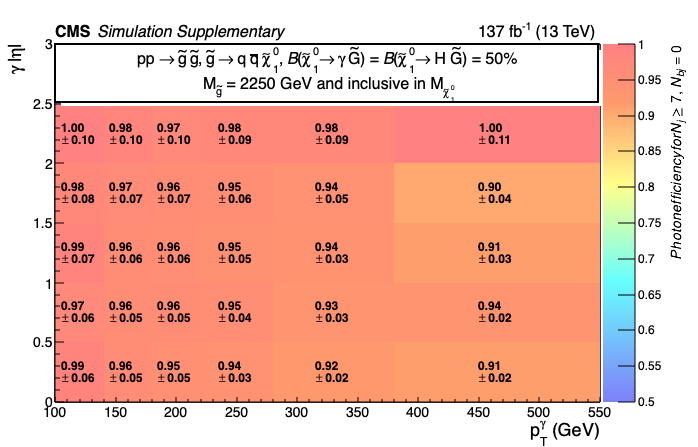 CMS Simulation Supplementary 137 fb⁻¹ (13 TeV)
pp → g̃ g̃, g̃ → q q̄ χ̃⁰₁, B(χ̃⁰₁ → γ G̃) = B(χ̃⁰₁ → H G̃) = 50%
M_g̃ = 2250 GeV and inclusive in M_χ̃⁰₁
γ |η|
3
2.5
2
1.5
1
0.5
0
1.00 0.98 0.97 0.98 0.98 1.00
± 0.10 ± 0.10 ± 0.10 ± 0.09 ± 0.09 ± 0.11
0.98 0.97 0.96 0.95 0.94 0.90
± 0.08 ± 0.07 ± 0.07 ± 0.06 ± 0.05 ± 0.04
0.99 0.96 0.96 0.95 0.94 0.91
± 0.07 ± 0.06 ± 0.06 ± 0.05 ± 0.03 ± 0.03
0.97 0.96 0.96 0.95 0.93 0.94
± 0.06 ± 0.05 ± 0.05 ± 0.04 ± 0.03 ± 0.02
0.99 0.96 0.95 0.94 0.92 0.91
± 0.06 ± 0.05 ± 0.05 ± 0.03 ± 0.02 ± 0.02
100 150 200 250 300 350 400 450 500 550
p_T^γ (GeV)
1
0.95
0.9
0.85
0.8
0.75
0.7
0.65
0.6
0.55
0.5
PhotonefficiencyforN_j ≥ 7, N_bj = 0